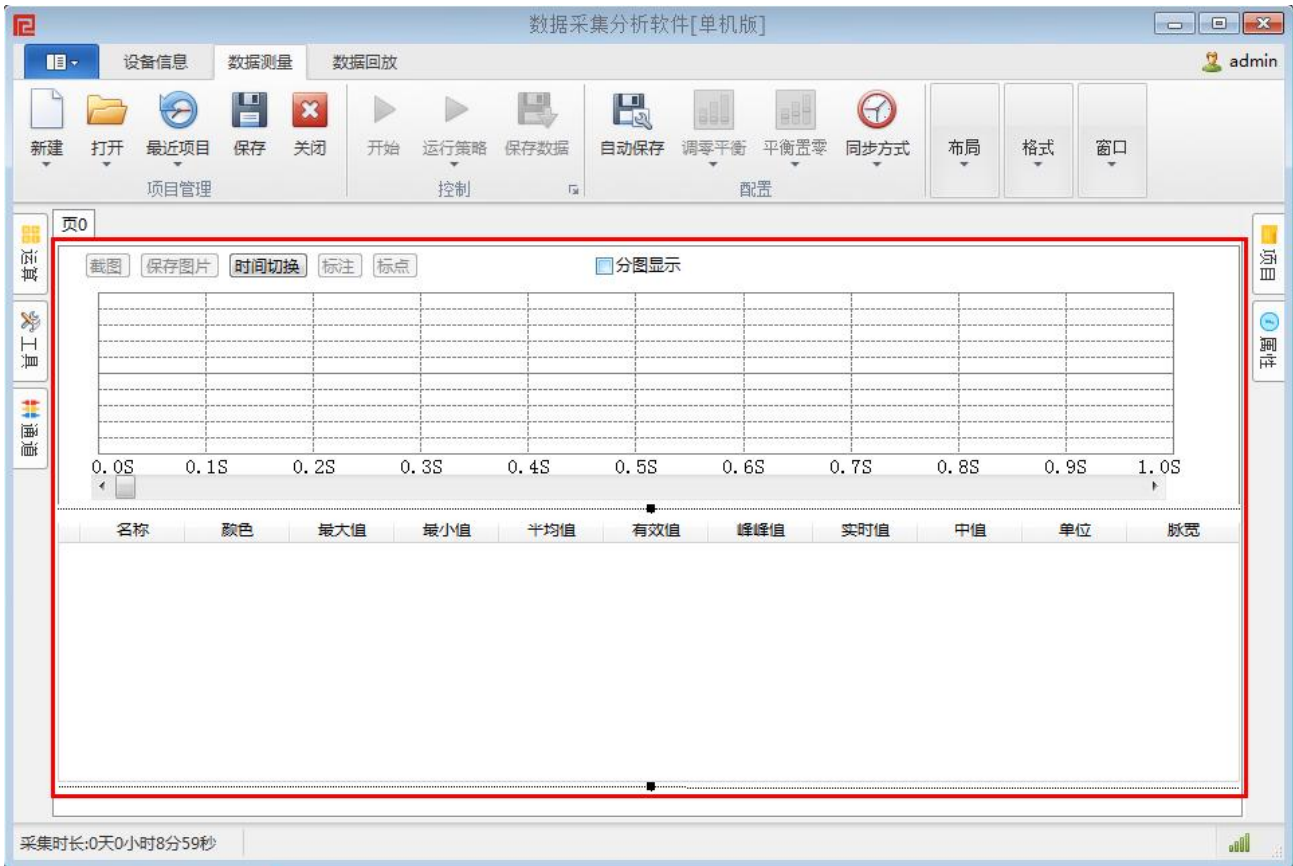 数据采集分析软件[单机版]
设备信息 数据测量 数据回放 admin
新建 打开 最近项目 保存 关闭 开始 运行策略 保存数据 自动保存 调零平衡 平衡置零 同步方式 布局 格式 窗口
项目管理 控制 配置
页0
运算
工具
通道
项目
属性
截图 保存图片 时间切换 标注 标点 分图显示
0.0S 0.1S 0.2S 0.3S 0.4S 0.5S 0.6S 0.7S 0.8S 0.9S 1.0S
名称 颜色 最大值 最小值 平均值 有效值 峰峰值 实时值 中值 单位 脉宽
采集时长:0天0小时8分59秒